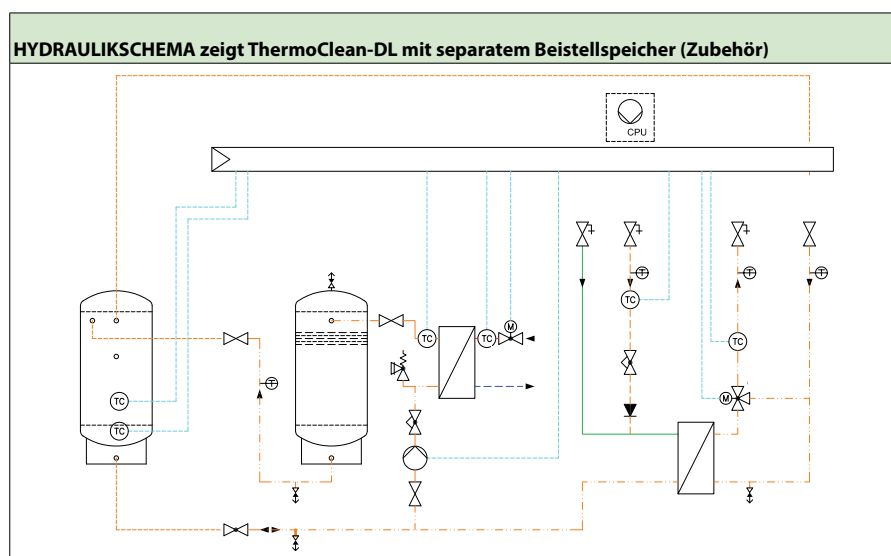 HYDRAULIKSCHEMA zeigt ThermoClean-DL mit separatem Beistellspeicher (Zubehör)
CPU
T
T
T
TC
TC
TC
M
TC
T
M
TC
TC